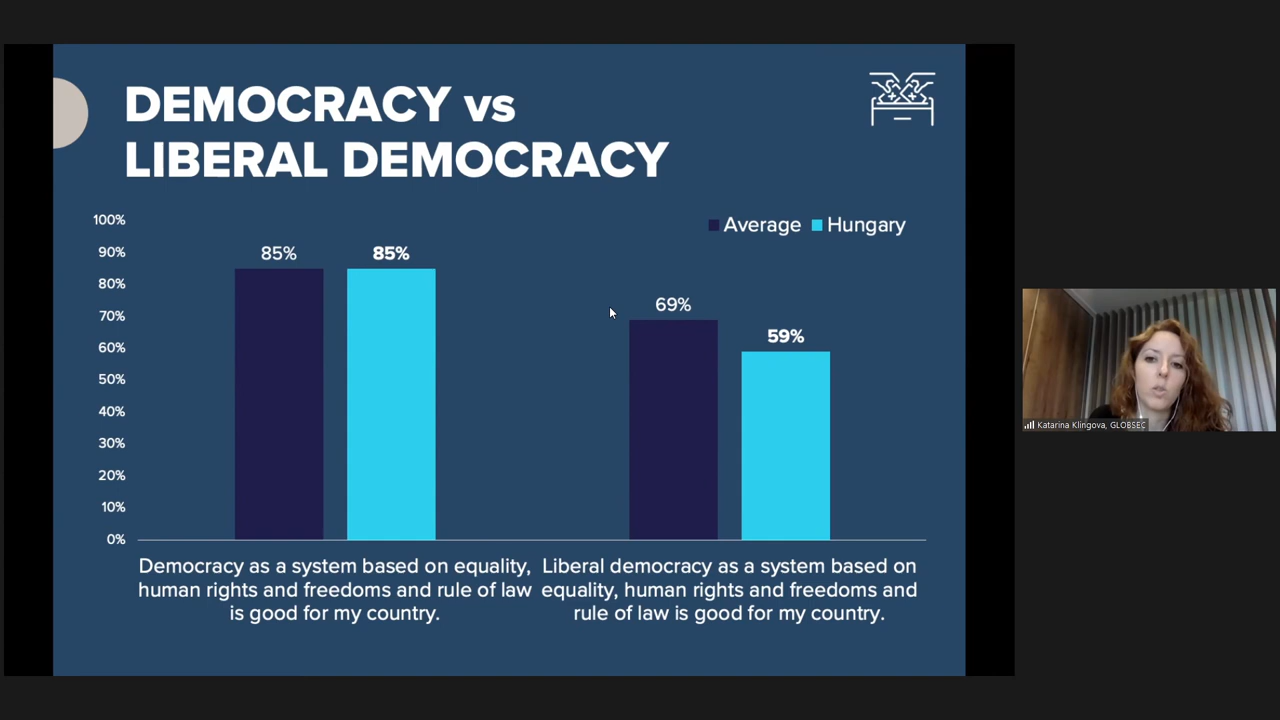 DEMOCRACY vs
LIBERAL DEMOCRACY
Average
Hungary
100%
90%
80%
70%
60%
50%
40%
30%
20%
10%
0%
85%
85%
69%
59%
Democracy as a system based on equality,
human rights and freedoms and rule of law
is good for my country.
Liberal democracy as a system based on
equality, human rights and freedoms and
rule of law is good for my country.
Katarina Klingova, GLOBSEC